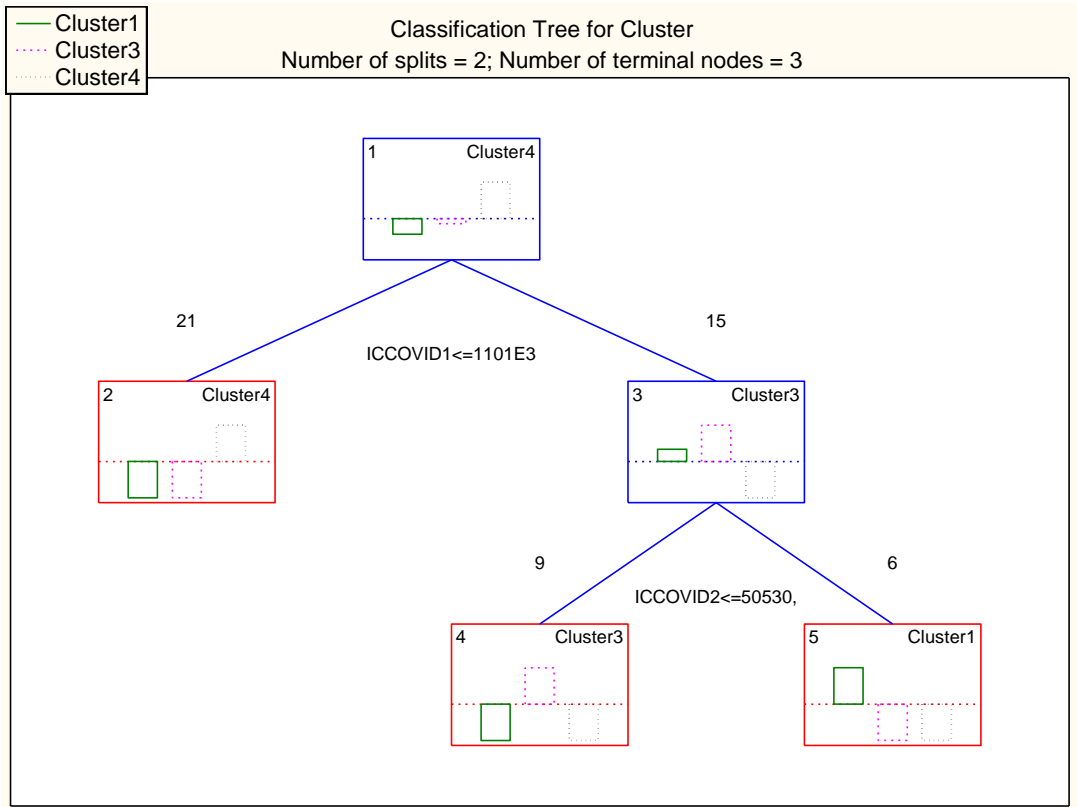 Cluster1
Cluster3
Cluster4
Classification Tree for Cluster
Number of splits = 2; Number of terminal nodes = 3
1 Cluster4
21 15
ICCOVID1<=1101E3
2 Cluster4
3 Cluster3
9 6
ICCOVID2<=50530,
4 Cluster3
5 Cluster1